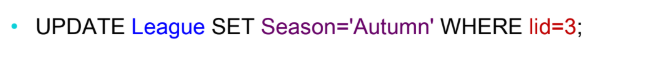 • UPDATE League SET Season='Autumn' WHERE lid=3;